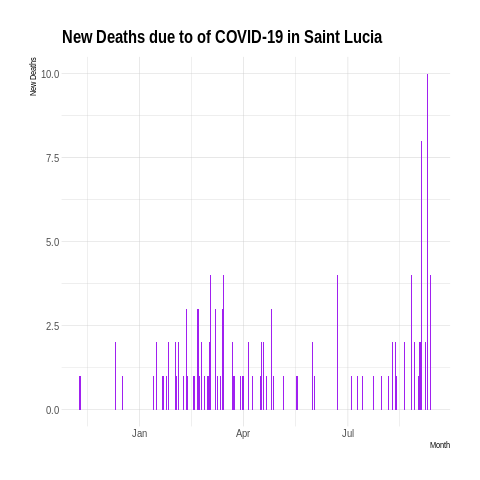 New Deaths due to of COVID-19 in Saint Lucia
New Deaths
10.0
7.5
5.0
2.5
0.0
Jan Apr Jul
Month